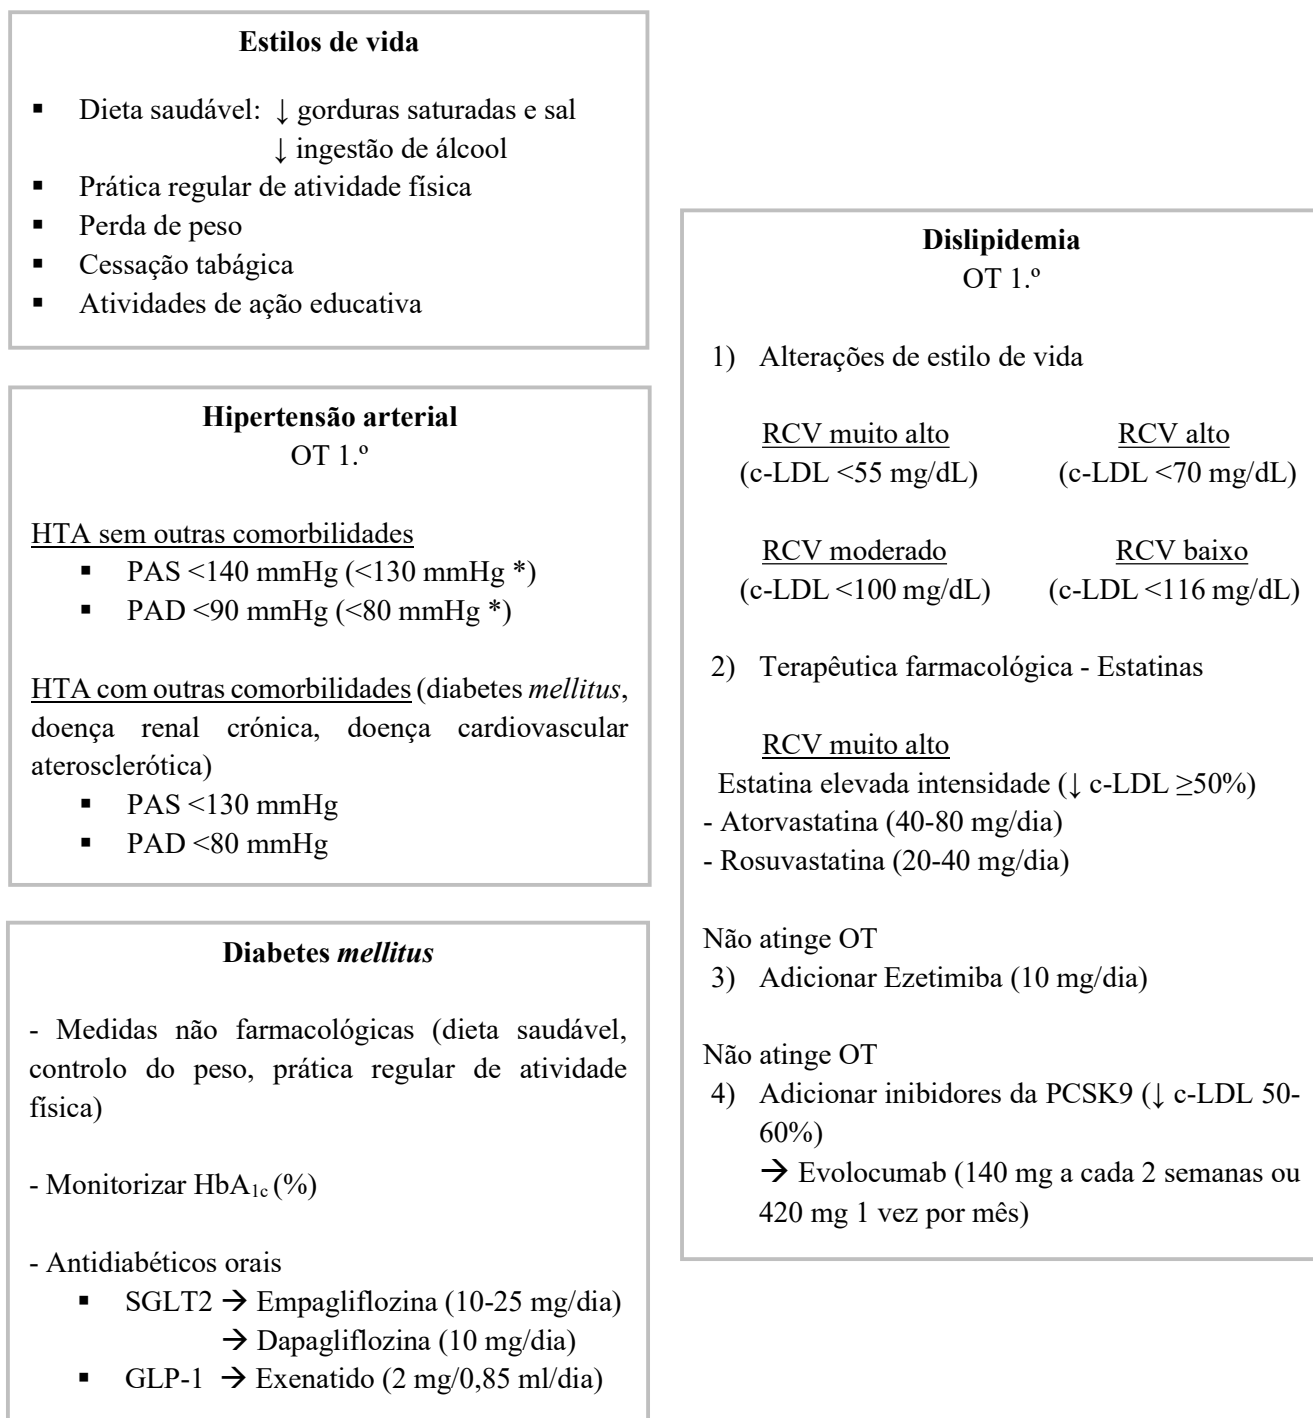 Estilos de vida
▪ Dieta saudável: ↓ gorduras saturadas e sal
↓ ingestão de álcool
▪ Prática regular de atividade física
▪ Perda de peso
▪ Cessação tabágica
▪ Atividades de ação educativa
Hipertensão arterial
OT 1.º
HTA sem outras comorbilidades
▪ PAS <140 mmHg (<130 mmHg *)
▪ PAD <90 mmHg (<80 mmHg *)
HTA com outras comorbilidades (diabetes mellitus,
doença renal crónica, doença cardiovascular
aterosclerótica)
▪ PAS <130 mmHg
▪ PAD <80 mmHg
Diabetes mellitus
- Medidas não farmacológicas (dieta saudável,
controlo do peso, prática regular de atividade
física)
- Monitorizar HbA1c (%)
- Antidiabéticos orais
▪ SGLT2 → Empagliflozina (10-25 mg/dia)
→ Dapagliflozina (10 mg/dia)
▪ GLP-1 → Exenatido (2 mg/0,85 ml/dia)
Dislipidemia
OT 1.º
1) Alterações de estilo de vida
RCV muito alto RCV alto
(c-LDL <55 mg/dL) (c-LDL <70 mg/dL)
RCV moderado RCV baixo
(c-LDL <100 mg/dL) (c-LDL <116 mg/dL)
2) Terapêutica farmacológica - Estatinas
RCV muito alto
Estatina elevada intensidade (↓ c-LDL ≥50%)
- Atorvastatina (40-80 mg/dia)
- Rosuvastatina (20-40 mg/dia)
Não atinge OT
3) Adicionar Ezetimiba (10 mg/dia)
Não atinge OT
4) Adicionar inibidores da PCSK9 (↓ c-LDL 50-
60%)
→ Evolocumab (140 mg a cada 2 semanas ou
420 mg 1 vez por mês)